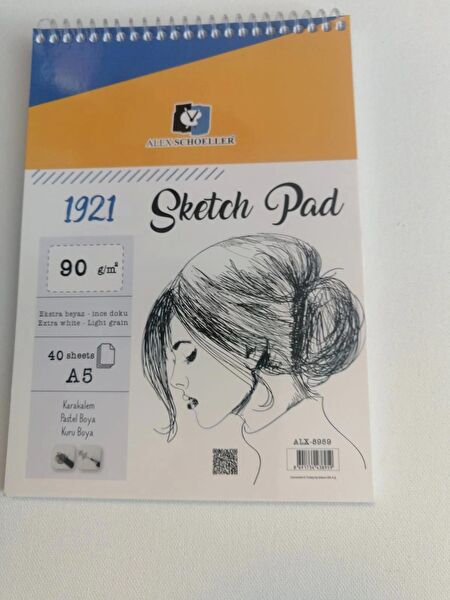 ALEX SCHOELLER
1921
Sketch Pad
90 g/m²
Ekstra beyaz - ince doku
Extra white - Light grain
40 sheets
A5
Karakalem
Pastel Boya
Kuru Boya
ALX-8989